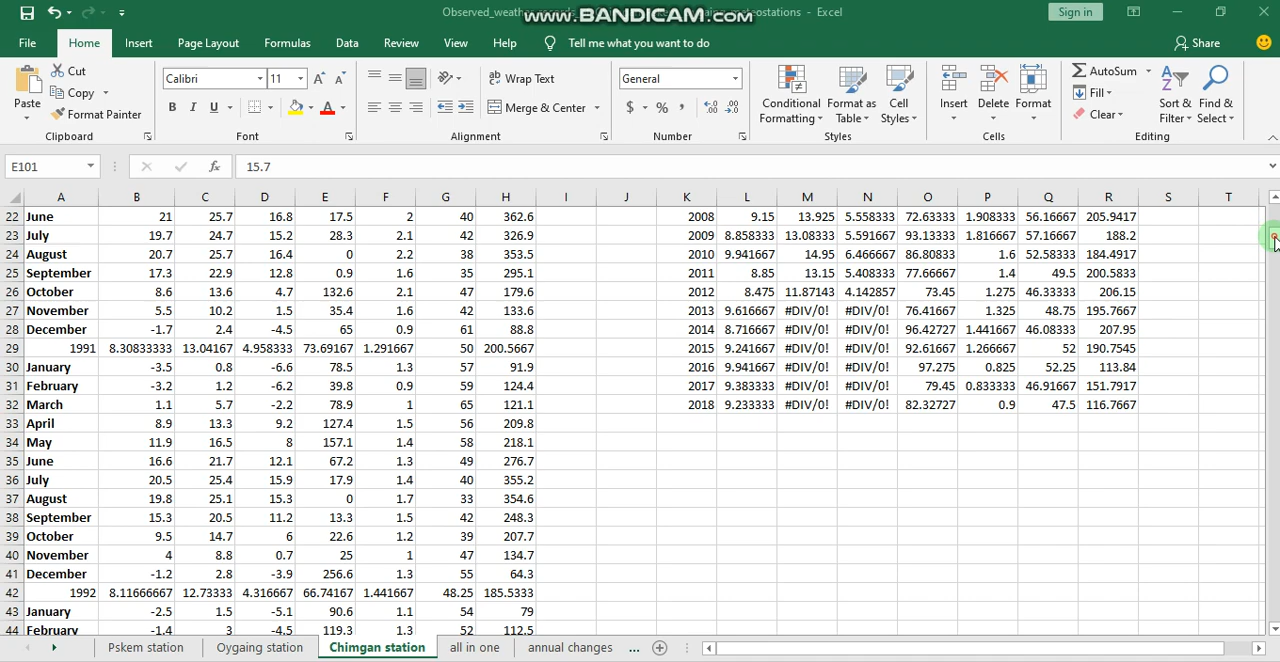 Observed_weath
www.BANDICAM.com
eostations - Excel
Sign in
File Home Insert Page Layout Formulas Data Review View Help Tell me what you want to do Share
Paste Cut Copy Format Painter Clipboard
Calibri 11 A A B I U A Font
Wrap Text Merge & Center Alignment
General $ % , .0 .00 Number
Conditional Formatting Format as Table Cell Styles Styles
Insert Delete Format Cells
AutoSum Fill Clear Sort & Filter Find & Select Editing
E101 fx 15.7
A B C D E F G H I J K L M N O P Q R S T
22 June 21 25.7 16.8 17.5 2 40 362.6 2008 9.15 13.925 5.558333 72.63333 1.908333 56.16667 205.9417
23 July 19.7 24.7 15.2 28.3 2.1 42 326.9 2009 8.858333 13.08333 5.591667 93.13333 1.816667 57.16667 188.2
24 August 20.7 25.7 16.4 0 2.2 38 353.5 2010 9.941667 14.95 6.466667 86.80833 1.6 52.58333 184.4917
25 September 17.3 22.9 12.8 0.9 1.6 35 295.1 2011 8.85 13.15 5.408333 77.66667 1.4 49.5 200.5833
26 October 8.6 13.6 4.7 132.6 2.1 47 179.6 2012 8.475 11.87143 4.142857 73.45 1.275 46.33333 206.15
27 November 5.5 10.2 1.5 35.4 1.6 42 133.6 2013 9.616667 #DIV/0! #DIV/0! 76.41667 1.325 48.75 195.7667
28 December -1.7 2.4 -4.5 65 0.9 61 88.8 2014 8.716667 #DIV/0! #DIV/0! 96.42727 1.441667 46.08333 207.95
29 1991 8.30833333 13.04167 4.958333 73.69167 1.291667 50 200.5667 2015 9.241667 #DIV/0! #DIV/0! 92.61667 1.266667 52 190.7545
30 January -3.5 0.8 -6.6 78.5 1.3 57 91.9 2016 9.941667 #DIV/0! #DIV/0! 97.275 0.825 52.25 113.84
31 February -3.2 1.2 -6.2 39.8 0.9 59 124.4 2017 9.383333 #DIV/0! #DIV/0! 79.45 0.833333 46.91667 151.7917
32 March 1.1 5.7 -2.2 78.9 1 65 121.1 2018 9.233333 #DIV/0! #DIV/0! 82.32727 0.9 47.5 116.7667
33 April 8.9 13.3 9.2 127.4 1.5 56 209.8
34 May 11.9 16.5 8 157.1 1.4 58 218.1
35 June 16.6 21.7 12.1 67.2 1.3 49 276.7
36 July 20.5 25.4 15.9 17.9 1.4 40 355.2
37 August 19.8 25.1 15.3 0 1.7 33 354.6
38 September 15.3 20.5 11.2 13.3 1.5 42 248.3
39 October 9.5 14.7 6 22.6 1.2 39 207.7
40 November 4 8.8 0.7 25 1 47 134.7
41 December -1.2 2.8 -3.9 256.6 1.3 55 64.3
42 1992 8.11666667 12.73333 4.316667 66.74167 1.441667 48.25 185.5333
43 January -2.5 1.5 -5.1 90.6 1.1 54 79
44 February -1.4 3 -4.5 119.3 1.3 52 112.5
Pskem station Oygaing station Chimgan station all in one annual changes ...